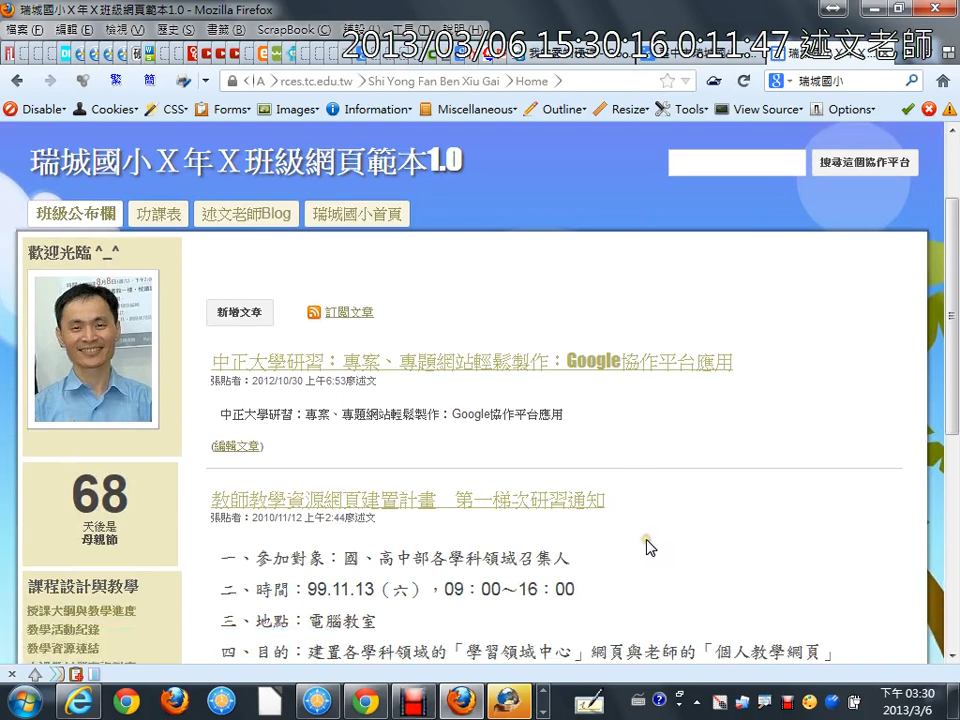 瑞城國小X年X班級網頁範本1.0 - Mozilla Firefox
檔案(F) 編輯(E) 檢視(V) 歷史(S) 書籤(B) ScrapBook(C) 工具(T) 說明(H)
2013/03/06 15:30:16 0:11:47 述文老師
繁 簡 rces.tc.edu.tw Shi Yong Fan Ben Xiu Gai Home 瑞城國小
Disable Cookies CSS Forms Images Information Miscellaneous Outline Resize Tools View Source Options
瑞城國小X年X班級網頁範本1.0
搜尋這個協作平台
班級公布欄 功課表 述文老師Blog 瑞城國小首頁
歡迎光臨 ^_^
新增文章 訂閱文章
中正大學研習：專案、專題網站輕鬆製作：Google協作平台應用
張貼者：2012/10/30 上午6:53廖述文
中正大學研習：專案、專題網站輕鬆製作：Google協作平台應用
(編輯文章)
68
天後是
母親節
教師教學資源網頁建置計畫 第一梯次研習通知
張貼者：2010/11/12 上午2:44廖述文
一、參加對象：國、高中部各學科領域召集人
二、時間：99.11.13（六），09：00～16：00
三、地點：電腦教室
四、目的：建置各學科領域的「學習領域中心」網頁與老師的「個人教學網頁」
課程設計與教學
授課大綱與教學進度
教學活動紀錄
教學資源連結
下午 03:30
2013/3/6